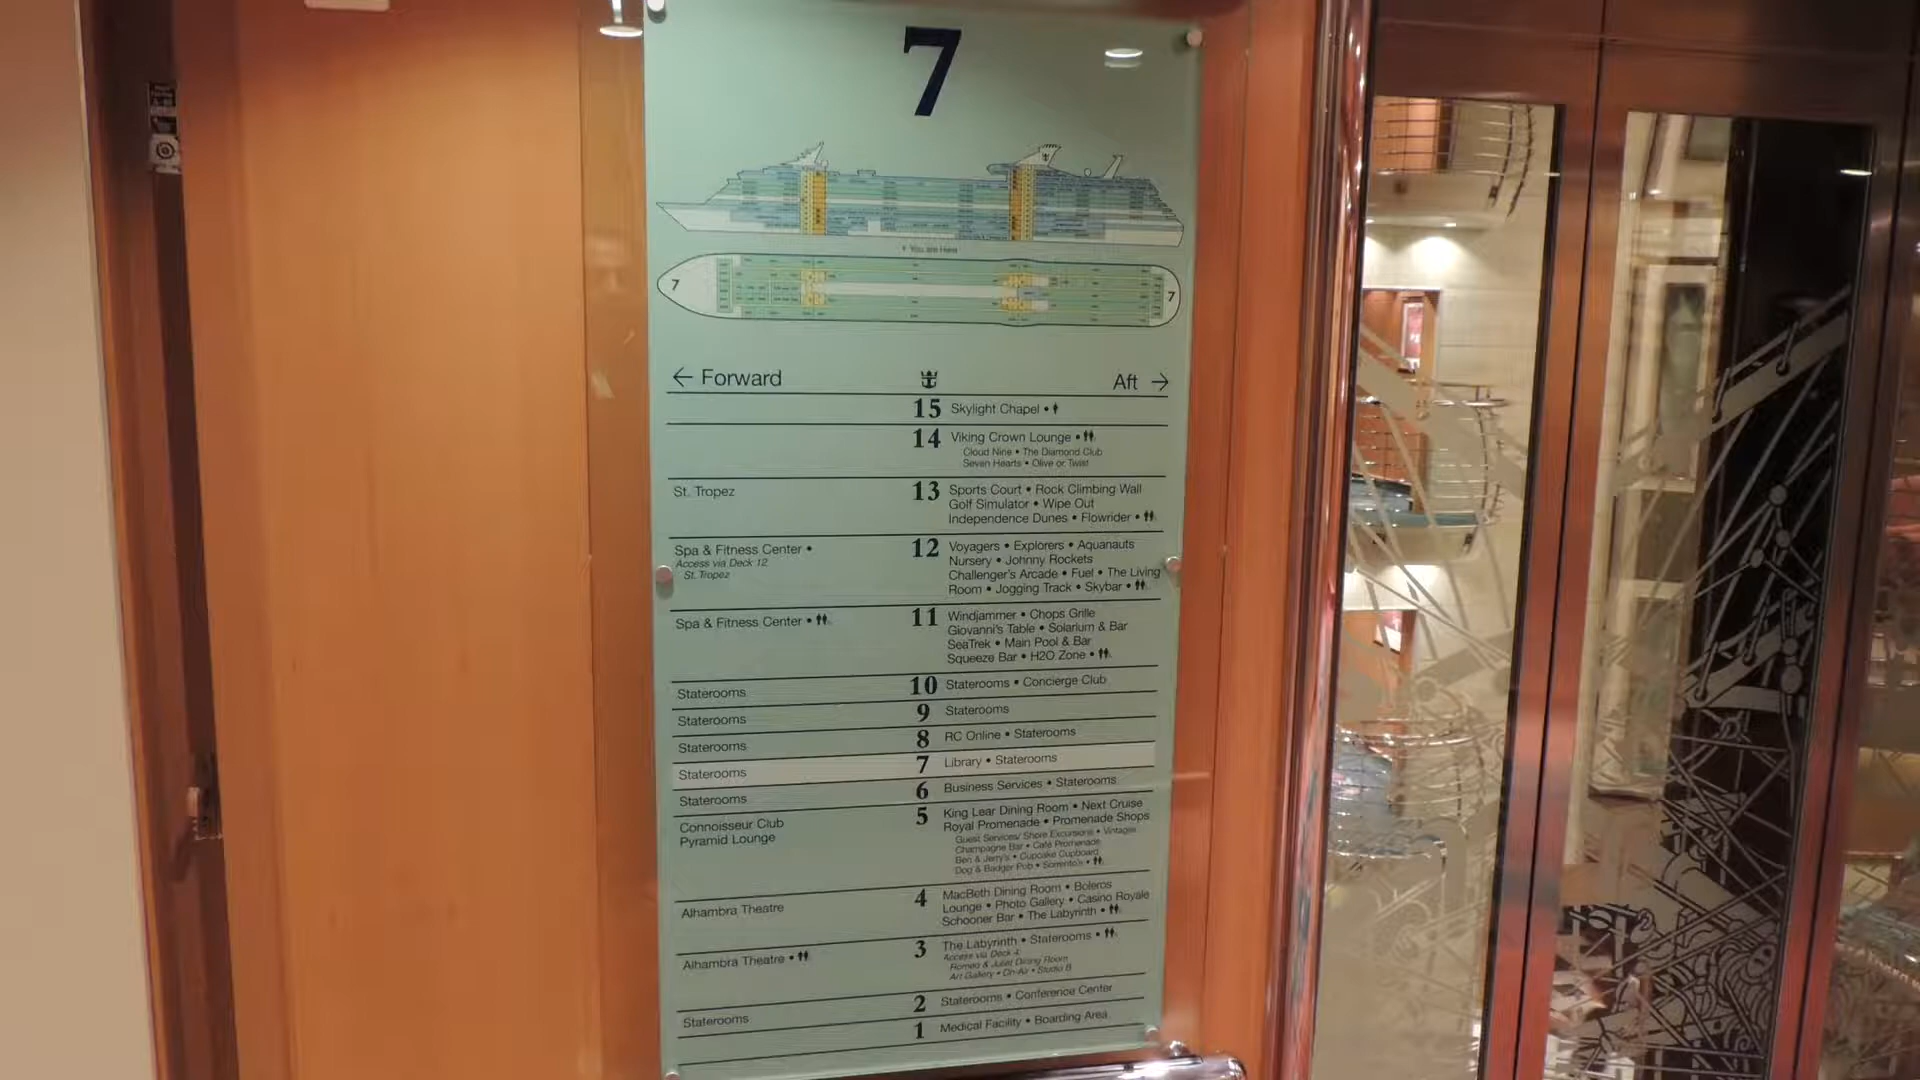 7
You are Here
7
7
← Forward
Aft →
15 Skylight Chapel •
14 Viking Crown Lounge •
Cloud Nine • The Diamond Club
Seven Hearts • Olive or Twist
St. Tropez
13 Sports Court • Rock Climbing Wall
Golf Simulator • Wipe Out
Independence Dunes • Flowrider •
Spa & Fitness Center •
Access via Deck 12
St. Tropez
12 Voyagers • Explorers • Aquanauts
Nursery • Johnny Rockets
Challenger's Arcade • Fuel • The Living
Room • Jogging Track • Skybar •
Spa & Fitness Center •
11 Windjammer • Chops Grille
Giovanni's Table • Solarium & Bar
SeaTrek • Main Pool & Bar
Squeeze Bar • H2O Zone •
Staterooms 10 Staterooms • Concierge Club
Staterooms 9 Staterooms
Staterooms 8 RC Online • Staterooms
Staterooms 7 Library • Staterooms
Staterooms 6 Business Services • Staterooms
Connoisseur Club
Pyramid Lounge
5 King Lear Dining Room • Next Cruise
Royal Promenade • Promenade Shops
Guest Services/ Shore Excursions • Vintages
Champagne Bar • Café Promenade
Ben & Jerry's • Cupcake Cupboard
Dog & Badger Pub • Sorrento's •
Alhambra Theatre
4 MacBeth Dining Room • Boleros
Lounge • Photo Gallery • Casino Royale
Schooner Bar • The Labyrinth •
Alhambra Theatre •
3 The Labyrinth • Staterooms •
Access via Deck 4
Romeo & Juliet Dining Room
Art Gallery • On-Air • Studio B
Staterooms
2 Staterooms • Conference Center
1 Medical Facility • Boarding Area